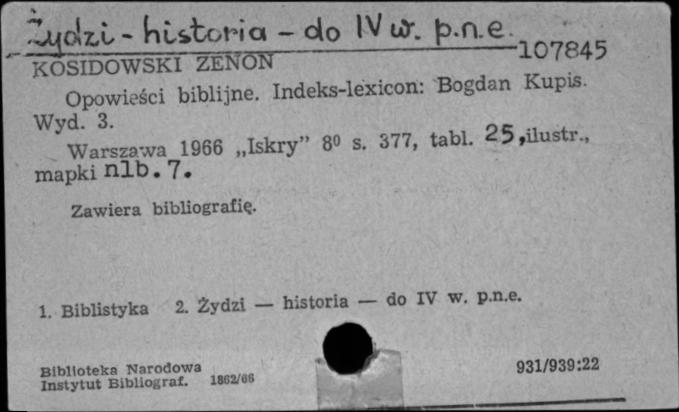 Żydzi - historia - do IV w. p.n.e.
107845
KOSIDOWSKI ZENON
Opowieści biblijne. Indeks-lexicon: Bogdan Kupis.
Wyd. 3.
Warszawa 1966 „Iskry” 8⁰ s. 377, tabl. 25,ilustr.,
mapki nlb. 7.
Zawiera bibliografię.
1. Biblistyka 2. Żydzi — historia — do IV w. p.n.e.
Biblioteka Narodowa
Instytut Bibliograf. 1862/66
931/939:22